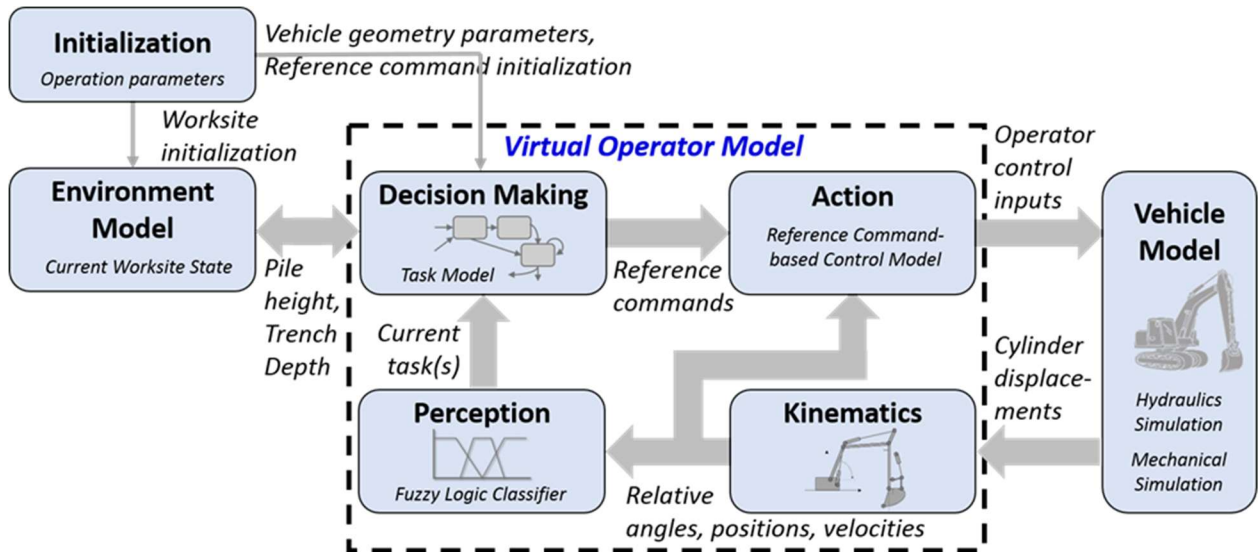 Initialization
Operation parameters
Vehicle geometry parameters,
Reference command initialization
Worksite
initialization
Virtual Operator Model
Environment
Model
Current Worksite State
Decision Making
Task Model
Reference
commands
Action
Reference Command-
based Control Model
Operator
control
inputs
Vehicle
Model
Hydraulics
Simulation
Mechanical
Simulation
Pile
height,
Trench
Depth
Current
task(s)
Perception
Fuzzy Logic Classifier
Relative
angles, positions, velocities
Kinematics
Cylinder
displace-
ments